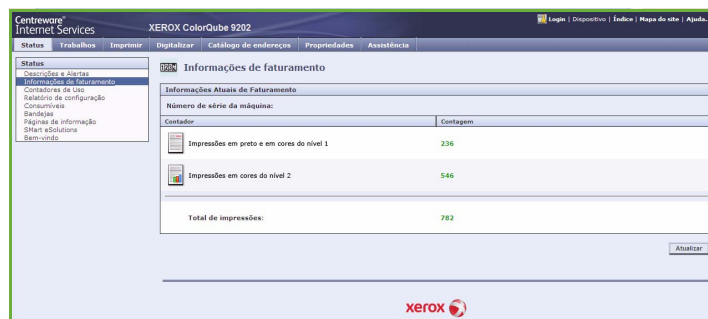 Centreware®
Internet Services
XEROX ColorQube 9202
Login | Dispositivo | Índice | Mapa do site | Ajuda.
Status Trabalhos Imprimir Digitalizar Catálogo de endereços Propriedades Assistência
Status
Descrições e Alertas
Informações de faturamento
Contadores de Uso
Relatório de configuração
Consumíveis
Bandejas
Páginas de informação
SMart eSolutions
Bem-vindo
Informações de faturamento
Informações Atuais de Faturamento
Número de série da máquina:
Contador Contagem
Impressões em preto e em cores do nível 1 236
Impressões em cores do nível 2 546
Total de impressões: 782
Atualizar
xerox